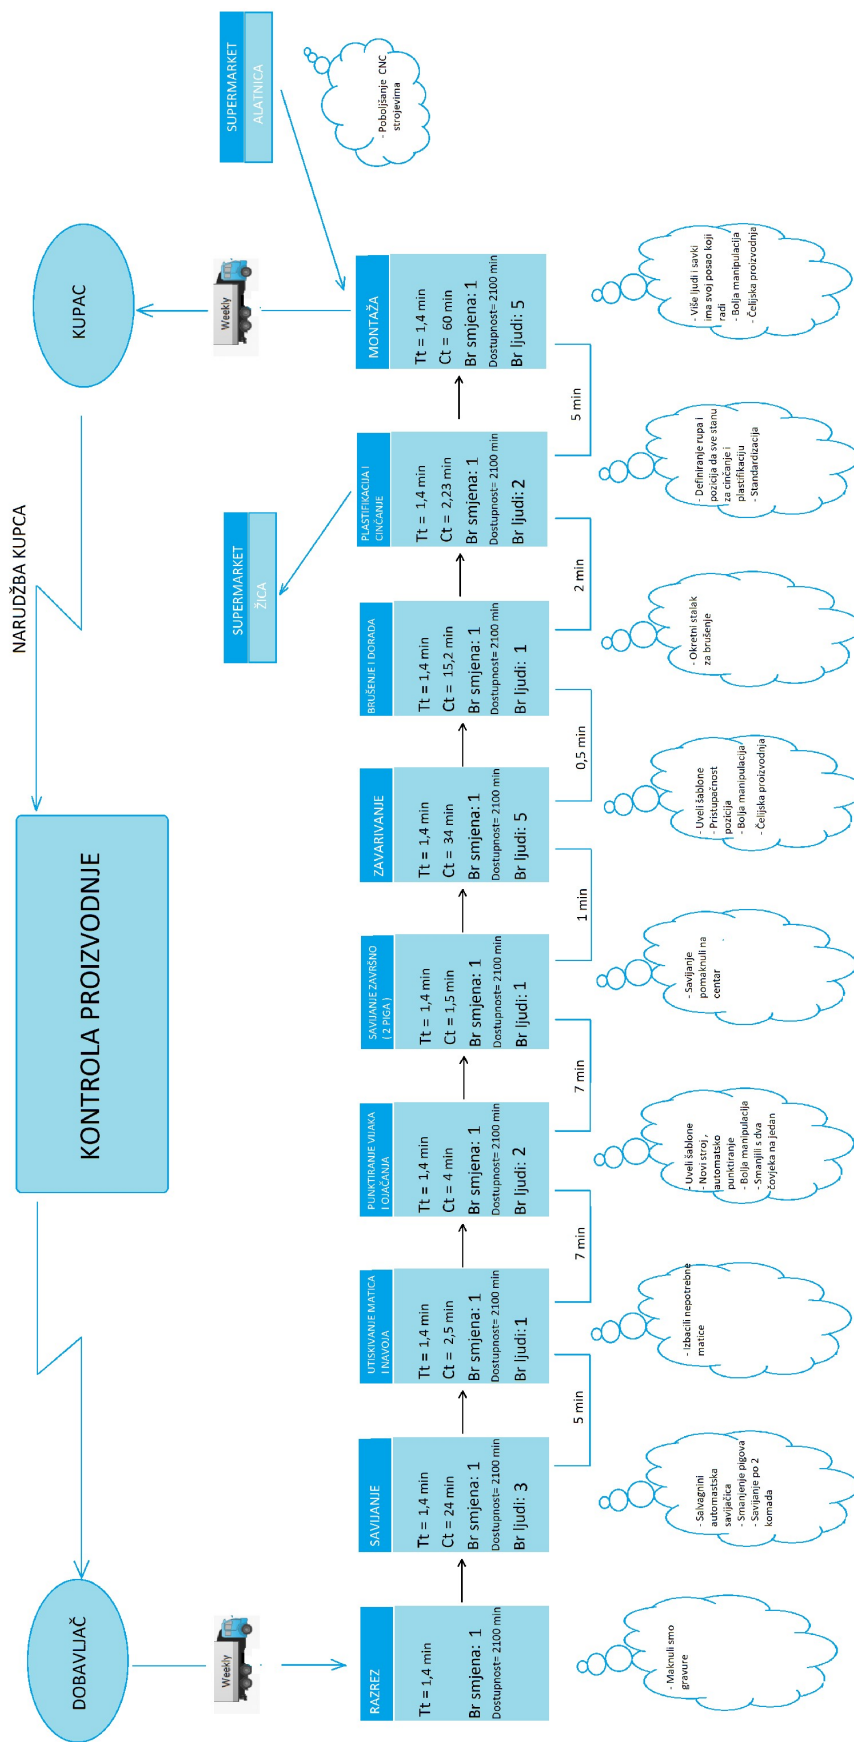 NARUDŽBA KUPCA
DOBAVLJAČ
KONTROLA PROIZVODNJE
KUPAC
Weekly
Weekly
SUPERMARKET
ŽICA
SUPERMARKET
ALATNICA
- Poboljšanje CNC
strojevima
RAZREZ
Tt = 1,4 min
Br smjena: 1
Dostupnost= 2100 min
SAVIJANJE
Tt = 1,4 min
Ct = 24 min
Br smjena: 1
Dostupnost= 2100 min
Br ljudi: 3
UTISKIVANJE MATICA
I NAVOJA
Tt = 1,4 min
Ct = 2,5 min
Br smjena: 1
Dostupnost= 2100 min
Br ljudi: 1
PUNKTIRANJE VIJAKA
I OJAČANJA
Tt = 1,4 min
Ct = 4 min
Br smjena: 1
Dostupnost= 2100 min
Br ljudi: 2
SAVIJANJE ZAVRŠNO
( 2 PIGA )
Tt = 1,4 min
Ct = 1,5 min
Br smjena: 1
Dostupnost= 2100 min
Br ljudi: 1
ZAVARIVANJE
Tt = 1,4 min
Ct = 34 min
Br smjena: 1
Dostupnost= 2100 min
Br ljudi: 5
BRUŠENJE I DORADA
Tt = 1,4 min
Ct = 15,2 min
Br smjena: 1
Dostupnost= 2100 min
Br ljudi: 1
PLASTIFIKACIJA I
CINČANJE
Tt = 1,4 min
Ct = 2,23 min
Br smjena: 1
Dostupnost= 2100 min
Br ljudi: 2
MONTAŽA
Tt = 1,4 min
Ct = 60 min
Br smjena: 1
Dostupnost= 2100 min
Br ljudi: 5
5 min
7 min
7 min
1 min
0,5 min
2 min
5 min
- Maknuli smo
gravure
- Salvagnini
automastska
savijačica
- Smanjenje pigova
- Savijanje po 2
komada
- Izbacili nepotrebne
matice
- Uveli šablone
- Novi stroj ,
automatsko
punktiranje
- Bolja manipulacija
- Smanjili s dva
čovjeka na jedan
- Savijanje
pomaknuli na
centar
- Uveli šablone
- Pristupačnost
pozicija
- Bolja manipulacija
- Čelijska proizvodnja
- Okretni stalak
za brušenje
- Definiranje rupa i
pozicija da sve stanu
za cinčanje i
plastifikaciju
- Standardizacija
- Više ljudi i savki
ima svoj posao koji
radi
- Bolja manipulacija
- Čelijska proizvodnja